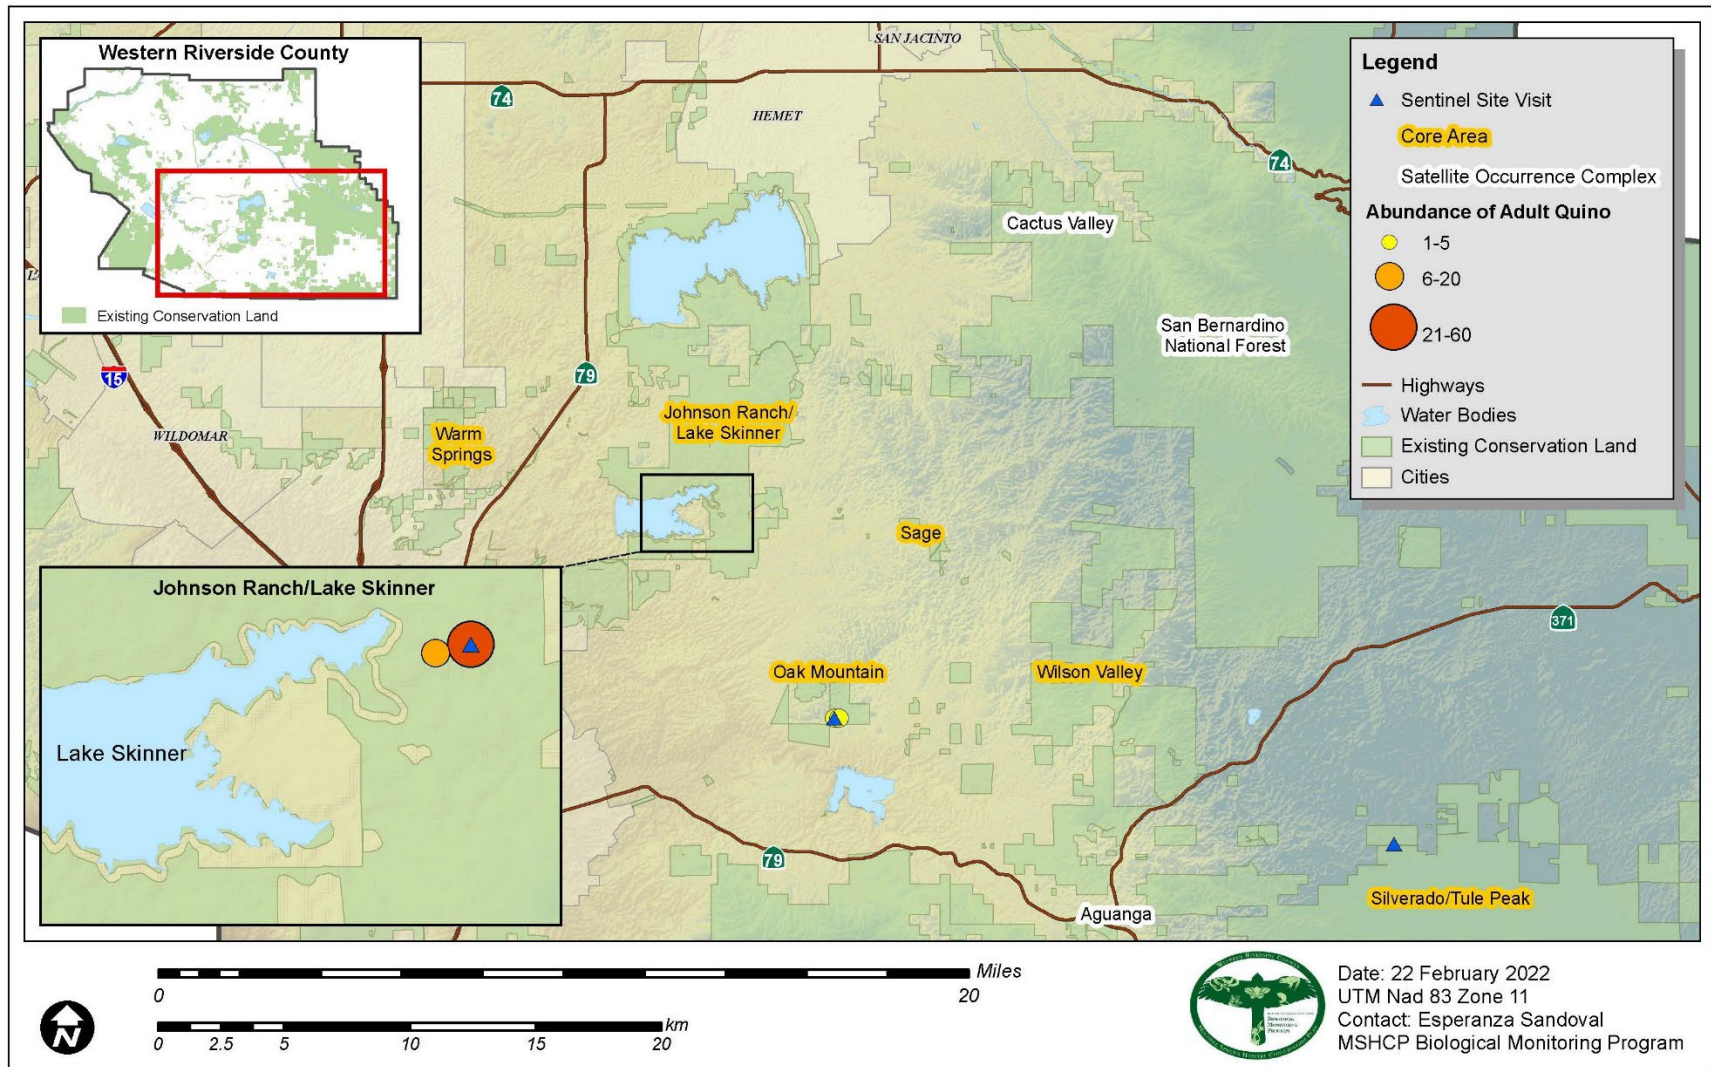 Western Riverside County
Existing Conservation Land
SAN JACINTO
74
HEMET
74
Cactus Valley
San Bernardino
National Forest
Legend
Sentinel Site Visit
Core Area
Satellite Occurrence Complex
Abundance of Adult Quino
1-5
6-20
21-60
Highways
Water Bodies
Existing Conservation Land
Cities
15
79
WILDOMAR
Warm
Springs
Johnson Ranch/
Lake Skinner
Sage
371
Oak Mountain
Wilson Valley
Johnson Ranch/Lake Skinner
Lake Skinner
79
Aguanga
Silverado/Tule Peak
Miles
0
20
km
0
2.5
5
10
15
20
N
Date: 22 February 2022
UTM Nad 83 Zone 11
Contact: Esperanza Sandoval
MSHCP Biological Monitoring Program